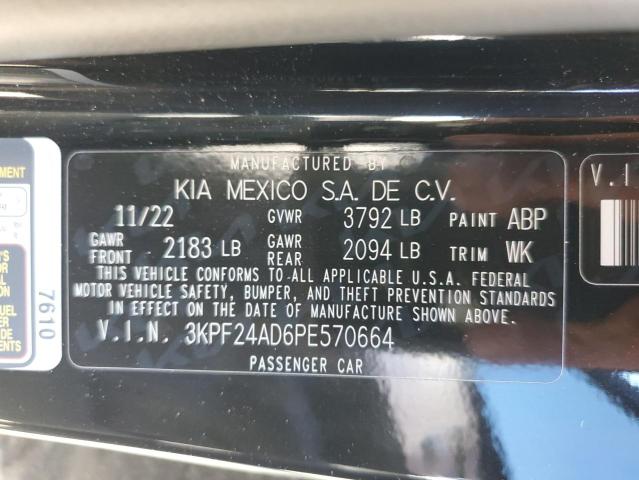 MANUFACTURED BY
KIA MEXICO S.A. DE C.V.
11/22 GVWR 3792 LB PAINT ABP
GAWR FRONT 2183 LB GAWR REAR 2094 LB TRIM WK
THIS VEHICLE CONFORMS TO ALL APPLICABLE U.S.A. FEDERAL
MOTOR VEHICLE SAFETY, BUMPER, AND THEFT PREVENTION STANDARDS
IN EFFECT ON THE DATE OF MANUFACTURE SHOWN ABOVE.
V.I.N. 3KPF24AD6PE570664
PASSENGER CAR
7610
V.I